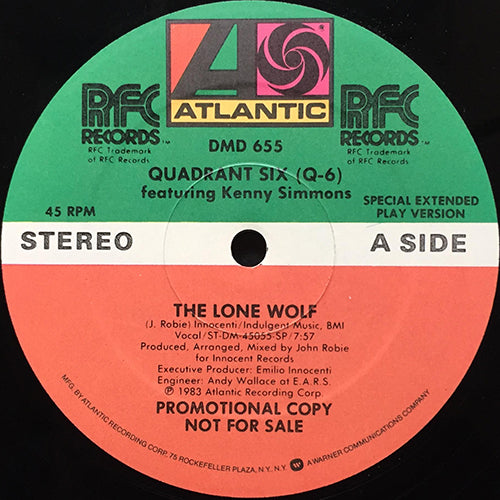 ATLANTIC
RFC
RECORDS™
RFC Trademark
of RFC Records
RFC
RECORDS™
RFC Trademark
of RFC Records
DMD 655
QUADRANT SIX (Q-6)
featuring Kenny Simmons
45 RPM
SPECIAL EXTENDED
PLAY VERSION
STEREO
A SIDE
THE LONE WOLF
(J. Robie) Innocenti/Indulgent Music, BMI
Vocal/ST-DM-45055-SP/7:57
Produced, Arranged, Mixed by John Robie
for Innocent Records
Executive Producer: Emilio Innocenti
Engineer: Andy Wallace at E.A.R.S.
℗ 1983 Atlantic Recording Corp.
PROMOTIONAL COPY
NOT FOR SALE
MFG. BY ATLANTIC RECORDING CORP. 75 ROCKEFELLER PLAZA, N.Y. N.Y. A WARNER COMMUNICATIONS COMPANY